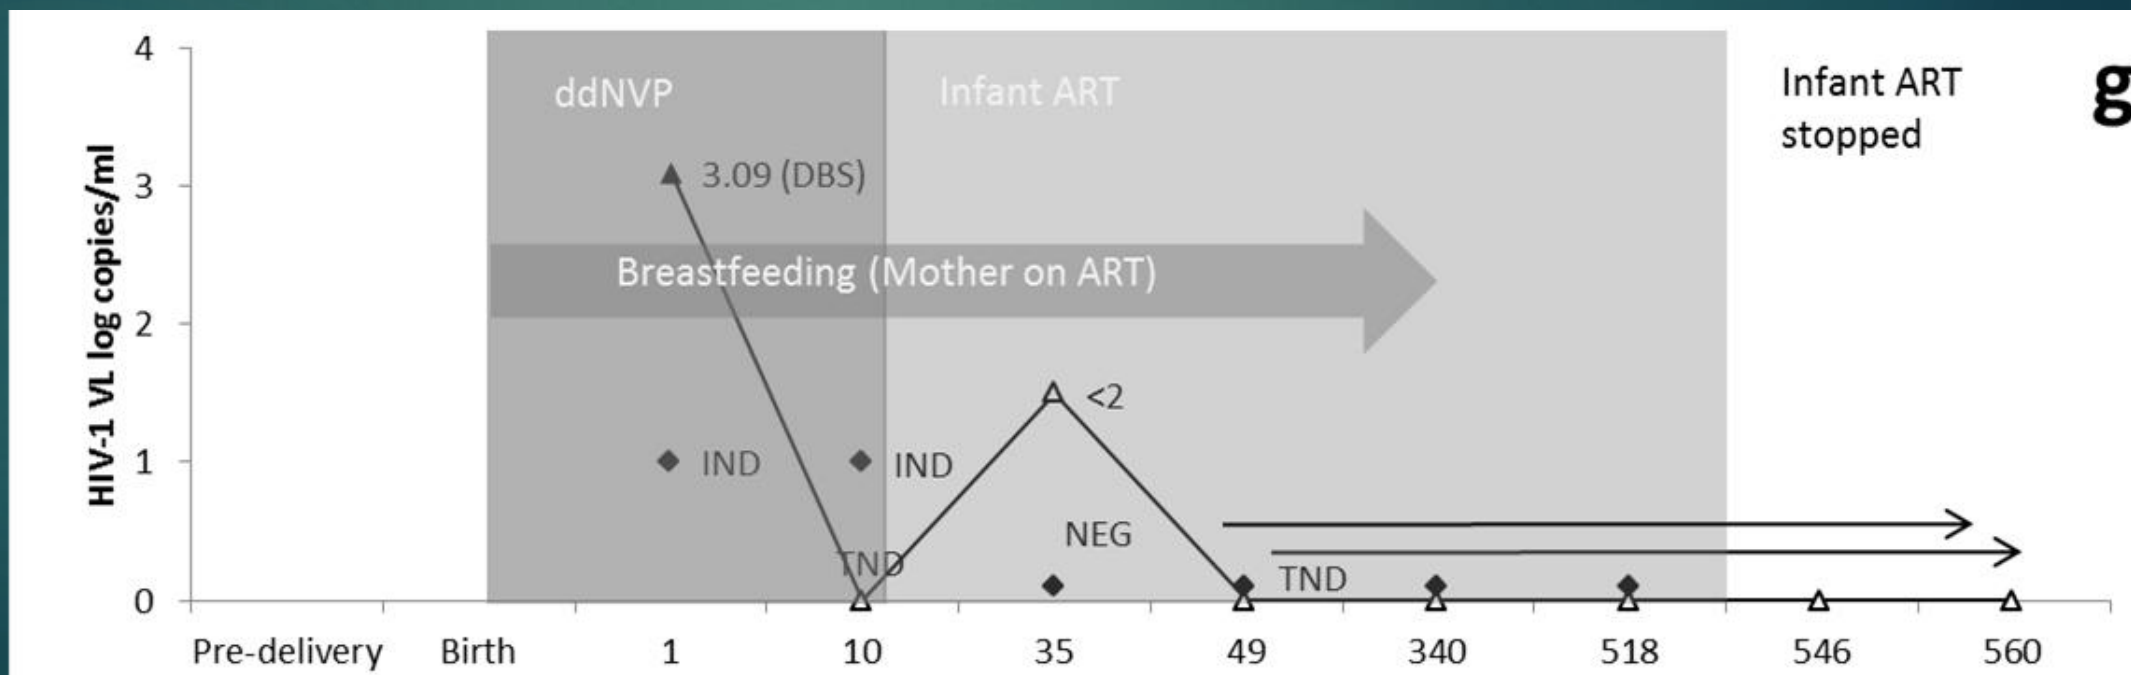 HIV-1 VL log copies/ml
4
3
2
1
0
ddNVP
Infant ART
Infant ART
stopped
g
3.09 (DBS)
Breastfeeding (Mother on ART)
<2
IND
IND
NEG
TND
TND
Pre-delivery
Birth
1
10
35
49
340
518
546
560